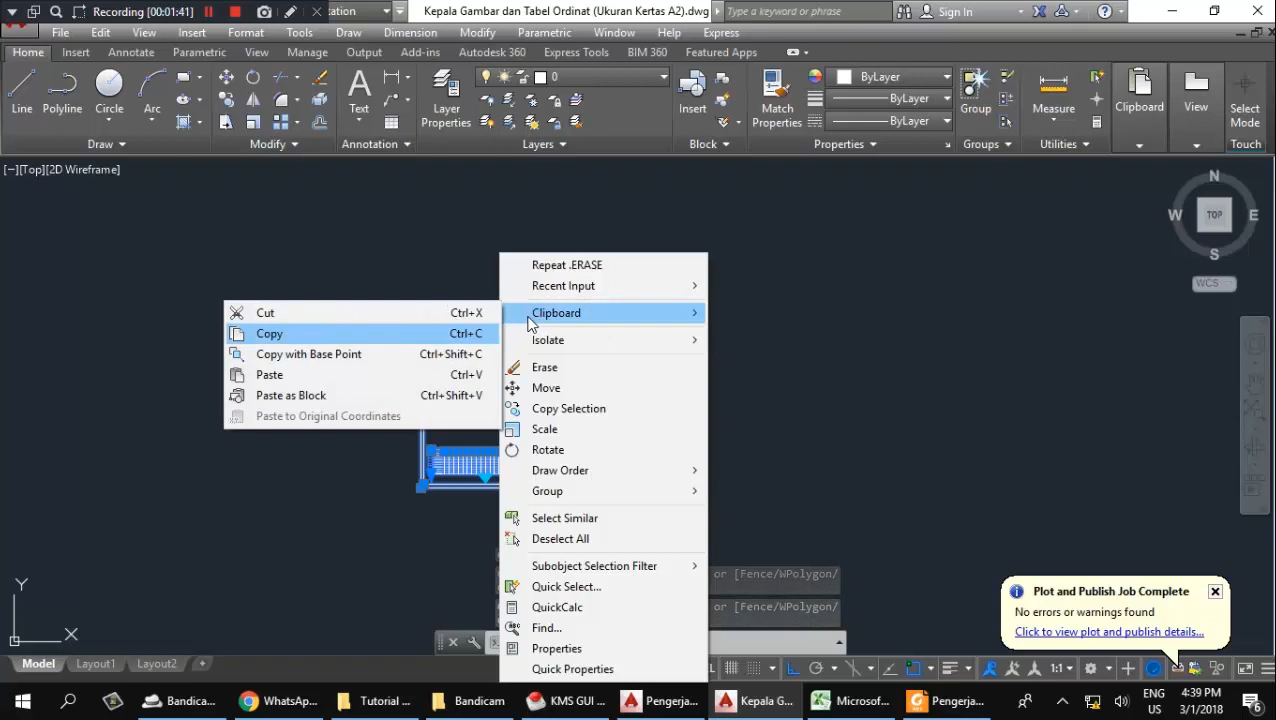 Recording [00:01:41]
otation
Kepala Gambar dan Tabel Ordinat (Ukuran Kertas A2).dwg
Type a keyword or phrase
Sign In
File Edit View Insert Format Tools Draw Dimension Modify Parametric Window Help Express
Home Insert Annotate Parametric View Manage Output Add-ins Autodesk 360 Express Tools BIM 360 Featured Apps
0
ByLayer
ByLayer
ByLayer
Line Polyline Circle Arc Text Layer Properties Insert Match Properties Group Measure Clipboard View Select Mode
Draw Modify Annotation Layers Block Properties Groups Utilities Touch
[−][Top][2D Wireframe]
N
W TOP E
S
WCS
Repeat .ERASE
Recent Input
Clipboard
Isolate
Erase
Move
Copy Selection
Scale
Rotate
Draw Order
Group
Select Similar
Deselect All
Subobject Selection Filter
Quick Select...
QuickCalc
Find...
Properties
Quick Properties
Cut Ctrl+X
Copy Ctrl+C
Copy with Base Point Ctrl+Shift+C
Paste Ctrl+V
Paste as Block Ctrl+Shift+V
Paste to Original Coordinates
or [Fence/WPolygon/
or [Fence/WPolygon/
Y
X
Plot and Publish Job Complete
No errors or warnings found
Click to view plot and publish details...
Model Layout1 Layout2 +
1:1
Bandica... WhatsAp... Tutorial ... Bandicam KMS GUI ... Pengerja... Kepala G... Microsof... Pengerja...
ENG
US
4:39 PM
3/1/2018
6